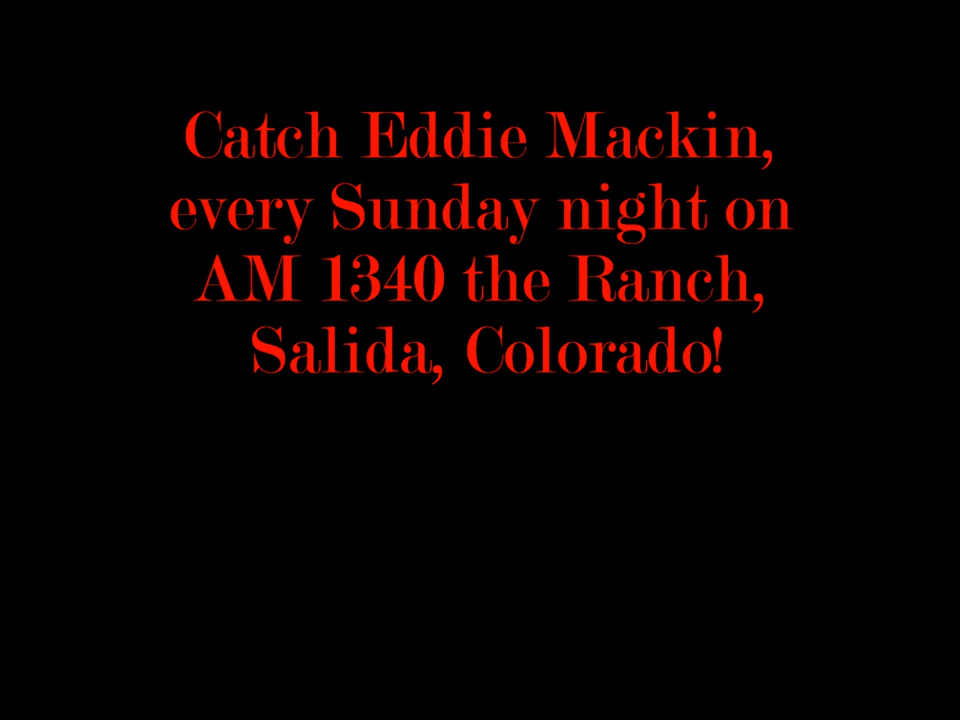 Catch Eddie Mackin,
every Sunday night on
AM 1340 the Ranch,
Salida, Colorado!